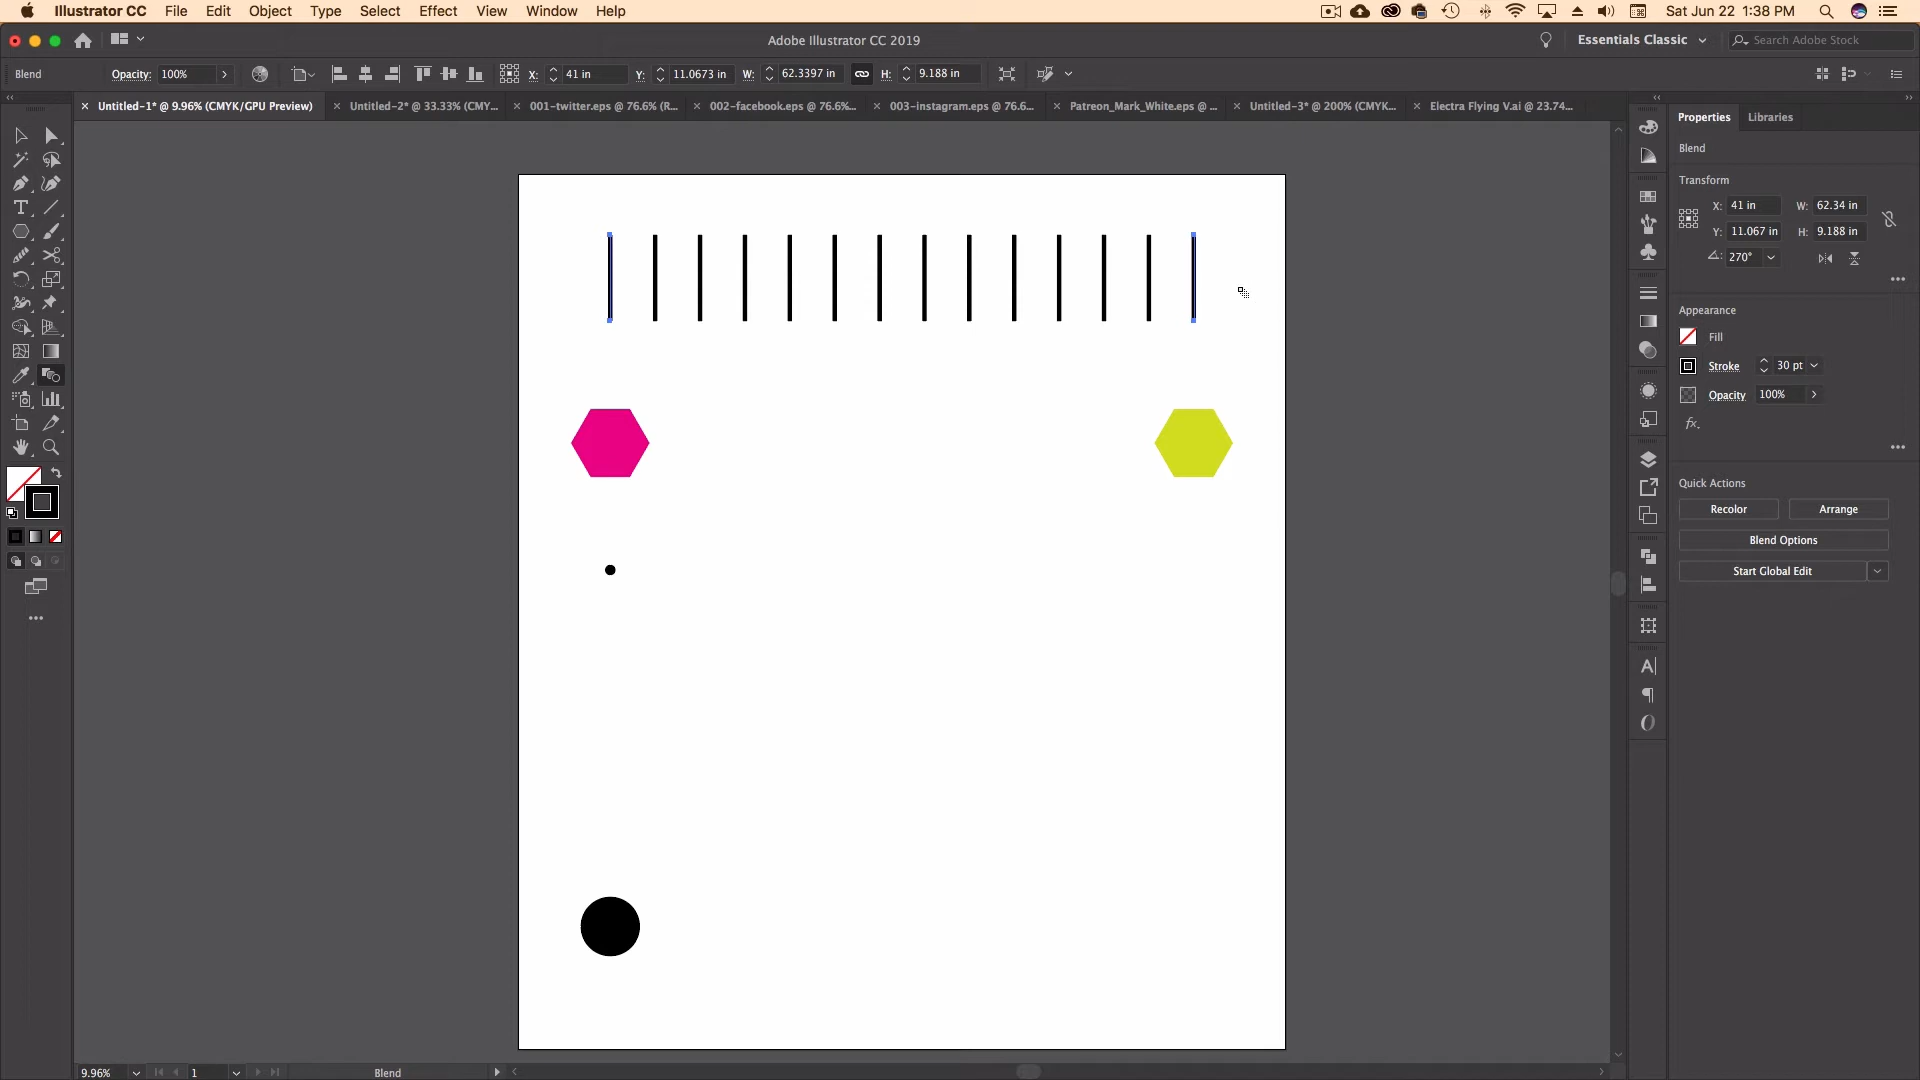 Illustrator CC File Edit Object Type Select Effect View Window Help Sat Jun 22 1:38 PM
Adobe Illustrator CC 2019 Essentials Classic Search Adobe Stock
Blend Opacity: 100% X: 41 in Y: 11.0673 in W: 62.3397 in H: 9.188 in
Untitled-1* @ 9.96% (CMYK/GPU Preview) Untitled-2* @ 33.33% (CMY... 001-twitter.eps @ 76.6% (R... 002-facebook.eps @ 76.6%... 003-instagram.eps @ 76.6... Patreon_Mark_White.eps @ ... Untitled-3* @ 200% (CMYK... Electra Flying V.ai @ 23.74...
Properties Libraries
Blend
Transform
X: 41 in W: 62.34 in
Y: 11.067 in H: 9.188 in
270°
Appearance
Fill
Stroke 30 pt
Opacity 100%
fx.
Quick Actions
Recolor Arrange
Blend Options
Start Global Edit
9.96% 1 Blend